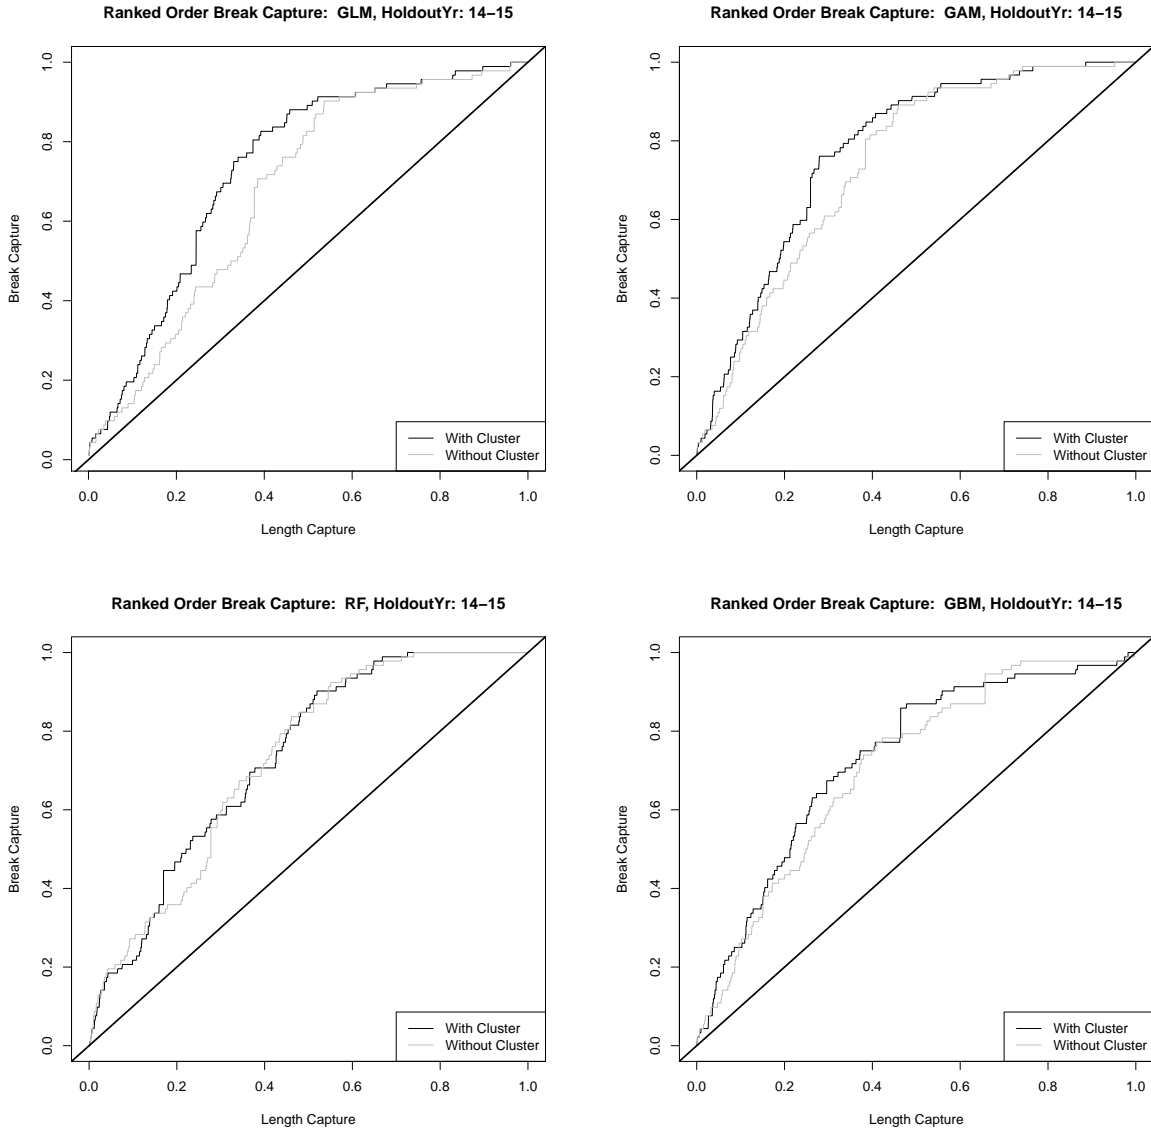 Ranked Order Break Capture:  GLM, HoldoutYr: 14−15
1.0
0.8
0.6
0.4
0.2
0.0
Break Capture
With Cluster
Without Cluster
0.0 0.2 0.4 0.6 0.8 1.0
Length Capture
Ranked Order Break Capture:  GAM, HoldoutYr: 14−15
1.0
0.8
0.6
0.4
0.2
0.0
Break Capture
With Cluster
Without Cluster
0.0 0.2 0.4 0.6 0.8 1.0
Length Capture
Ranked Order Break Capture:  RF, HoldoutYr: 14−15
1.0
0.8
0.6
0.4
0.2
0.0
Break Capture
With Cluster
Without Cluster
0.0 0.2 0.4 0.6 0.8 1.0
Length Capture
Ranked Order Break Capture:  GBM, HoldoutYr: 14−15
1.0
0.8
0.6
0.4
0.2
0.0
Break Capture
With Cluster
Without Cluster
0.0 0.2 0.4 0.6 0.8 1.0
Length Capture